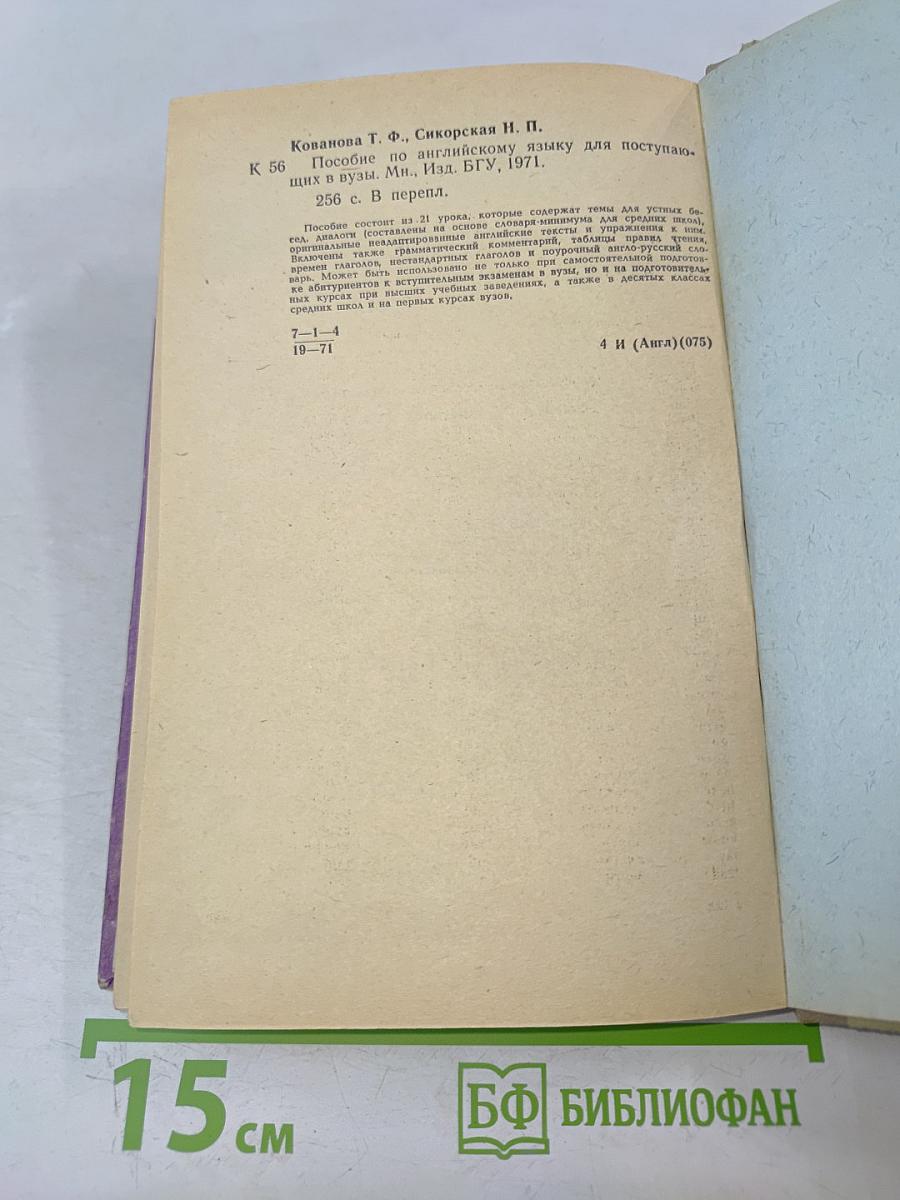 Кованова Т. Ф., Сикорская Н. П.
К 56 Пособие по английскому языку для поступаю-
щих в вузы. Мн., Изд. БГУ, 1971.
256 с. В перепл.
Пособие состоит из 21 урока, которые содержат темы для устных бе-
сед, диалоги (составлены на основе словаря-минимума для средних школ),
оригинальные неадаптированные английские тексты и упражнения к ним.
Включены также грамматический комментарий, таблицы правил чтения,
времен глаголов, нестандартных глаголов и поурочный англо-русский сло-
варь. Может быть использовано не только при самостоятельной подготов-
ке абитуриентов к вступительным экзаменам в вузы, но и на подготовитель-
ных курсах при высших учебных заведениях, а также в десятых классах
средних школ и на первых курсах вузов.
7—1—4
19—71
4 И (Англ)(075)
15 см
БФ БИБЛИОФАН